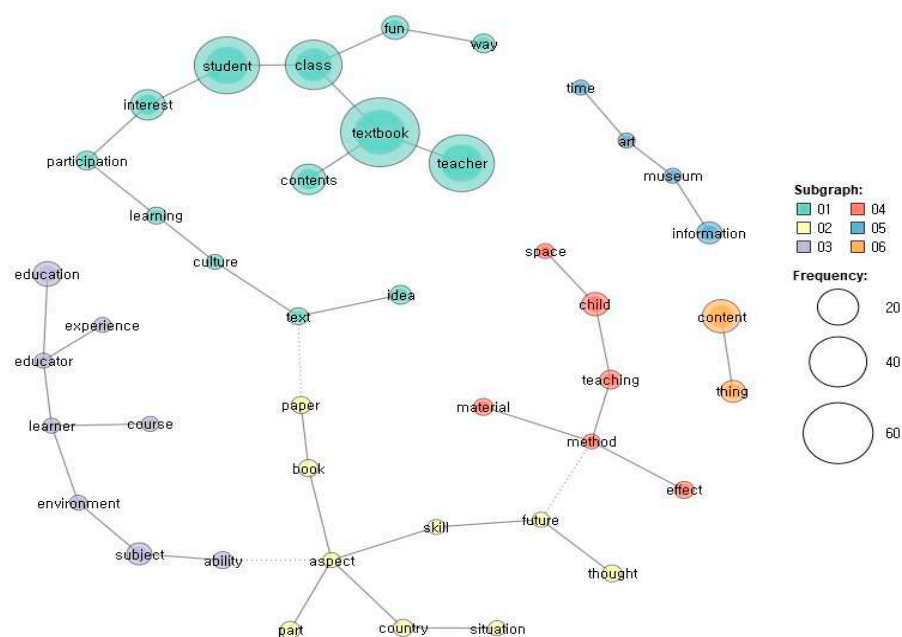 fun
way
student
class
time
interest
textbook
art
participation
teacher
contents
museum
Subgraph:
01 04
02 05
03 06
learning
information
space
culture
education
Frequency:
idea
child
20
experience
text
content
educator
40
teaching
thing
paper
material
learner
course
method
60
book
effect
environment
skill
future
subject
ability
aspect
thought
part
country
situation